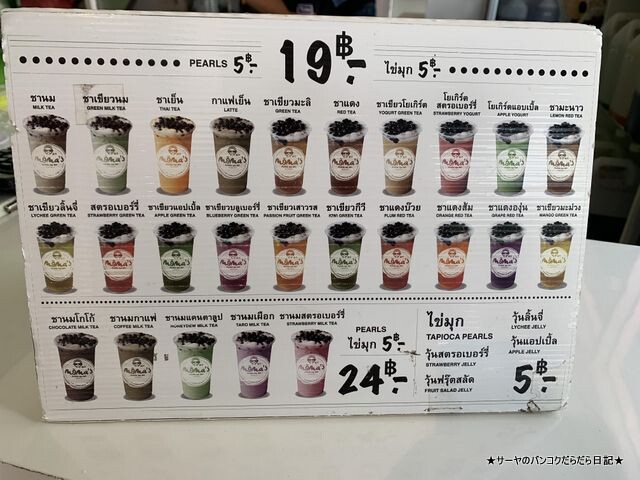 PEARLS 5฿.- 19฿.- ไข่มุก 5฿.-
ชานม ชาเขียวนม ชาเย็น กาแฟเย็น ชาเขียวมะลิ ชาแดง ชาเขียวโยเกิร์ต โยเกิร์ตสตรอเบอร์รี่ โยเกิร์ตแอบเปิ้ล ชามะนาว
MILK TEA GREEN MILK TEA THAI TEA LATTE GREEN TEA RED TEA YOGURT GREEN TEA STRAWBERRY YOGURT APPLE YOGURT LEMON RED TEA
ชาเขียวลิ้นจี่ สตรอเบอร์รี่ ชาเขียวแอปเปิ้ล ชาเขียวบลูเบอร์รี่ ชาเขียวเสาวรส ชาเขียวกีวี ชาแดงบ๊วย ชาแดงส้ม ชาแดงองุ่น ชาเขียวมะม่วง
LYCHEE GREEN TEA STRAWBERRY GREEN TEA APPLE GREEN TEA BLUEBERRY GREEN TEA PASSION FRUIT GREEN TEA KIWI GREEN TEA PLUM RED TEA ORANGE RED TEA GRAPE RED TEA MANGO GREEN TEA
ชานมโกโก้ ชานมกาแฟ ชานมแคนตาลูป ชานมเผือก ชานมสตรอเบอร์รี่
CHOCOLATE MILK TEA COFFEE MILK TEA HONEYDEW MILK TEA TARO MILK TEA STRAWBERRY MILK TEA
PEARLS
ไข่มุก 5฿.-
24฿.-
ไข่มุก
TAPIOCA PEARLS
วุ้นสตรอเบอร์รี่
STRAWBERRY JELLY
วุ้นฟรุ๊ตสลัด
FRUIT SALAD JELLY
วุ้นลิ้นจี่
LYCHEE JELLY
วุ้นแอปเปิ้ล
APPLE JELLY
5฿.-
★サーヤのバンコクだらだら日記★